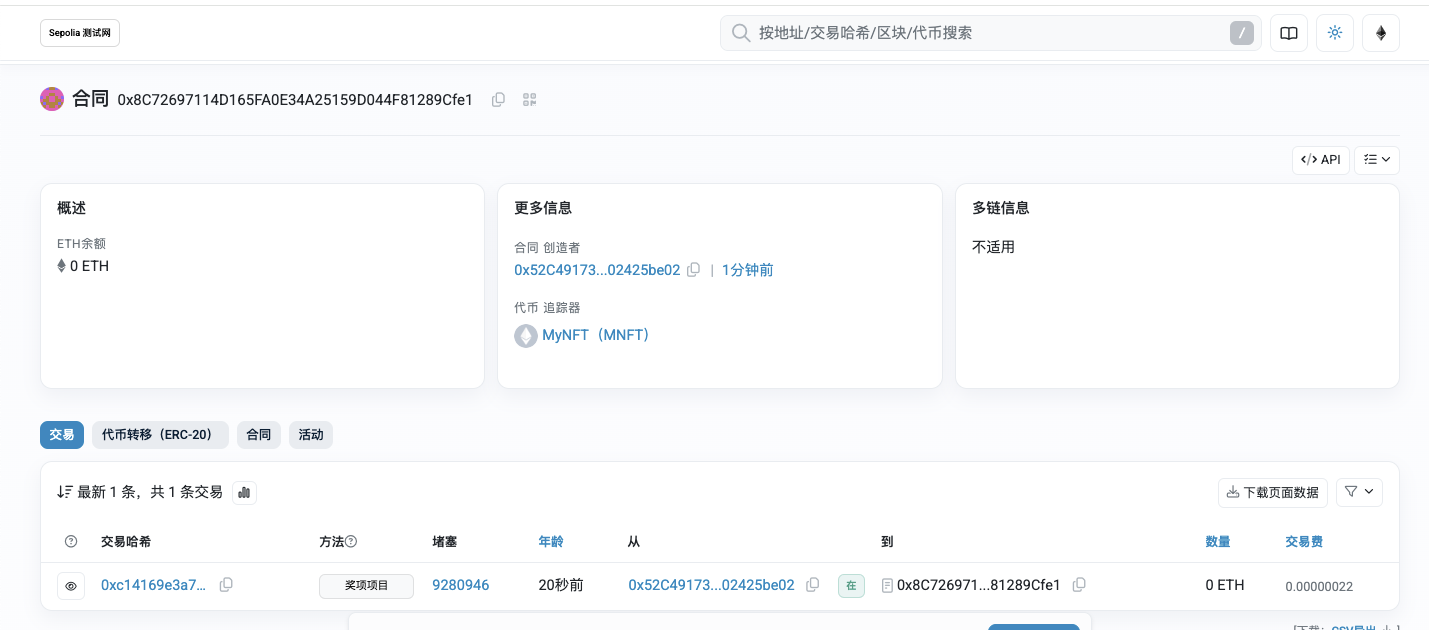 Sepolia 测试网
按地址/交易哈希/区块/代币搜索
/
合同 0x8C72697114D165FA0E34A25159D044F81289Cfe1
API
概述
ETH余额
0 ETH
更多信息
合同 创造者
0x52C49173...02425be02 | 1分钟前
代币 追踪器
MyNFT（MNFT）
多链信息
不适用
交易 代币转移（ERC-20） 合同 活动
最新 1 条，共 1 条交易
下载页面数据
交易哈希 方法 堵塞 年龄 从 到 数量 交易费
0xc14169e3a7... 奖项项目 9280946 20秒前 0x52C49173...02425be02 在 0x8C726971...81289Cfe1 0 ETH 0.00000022
[下载：CSV导出 ]